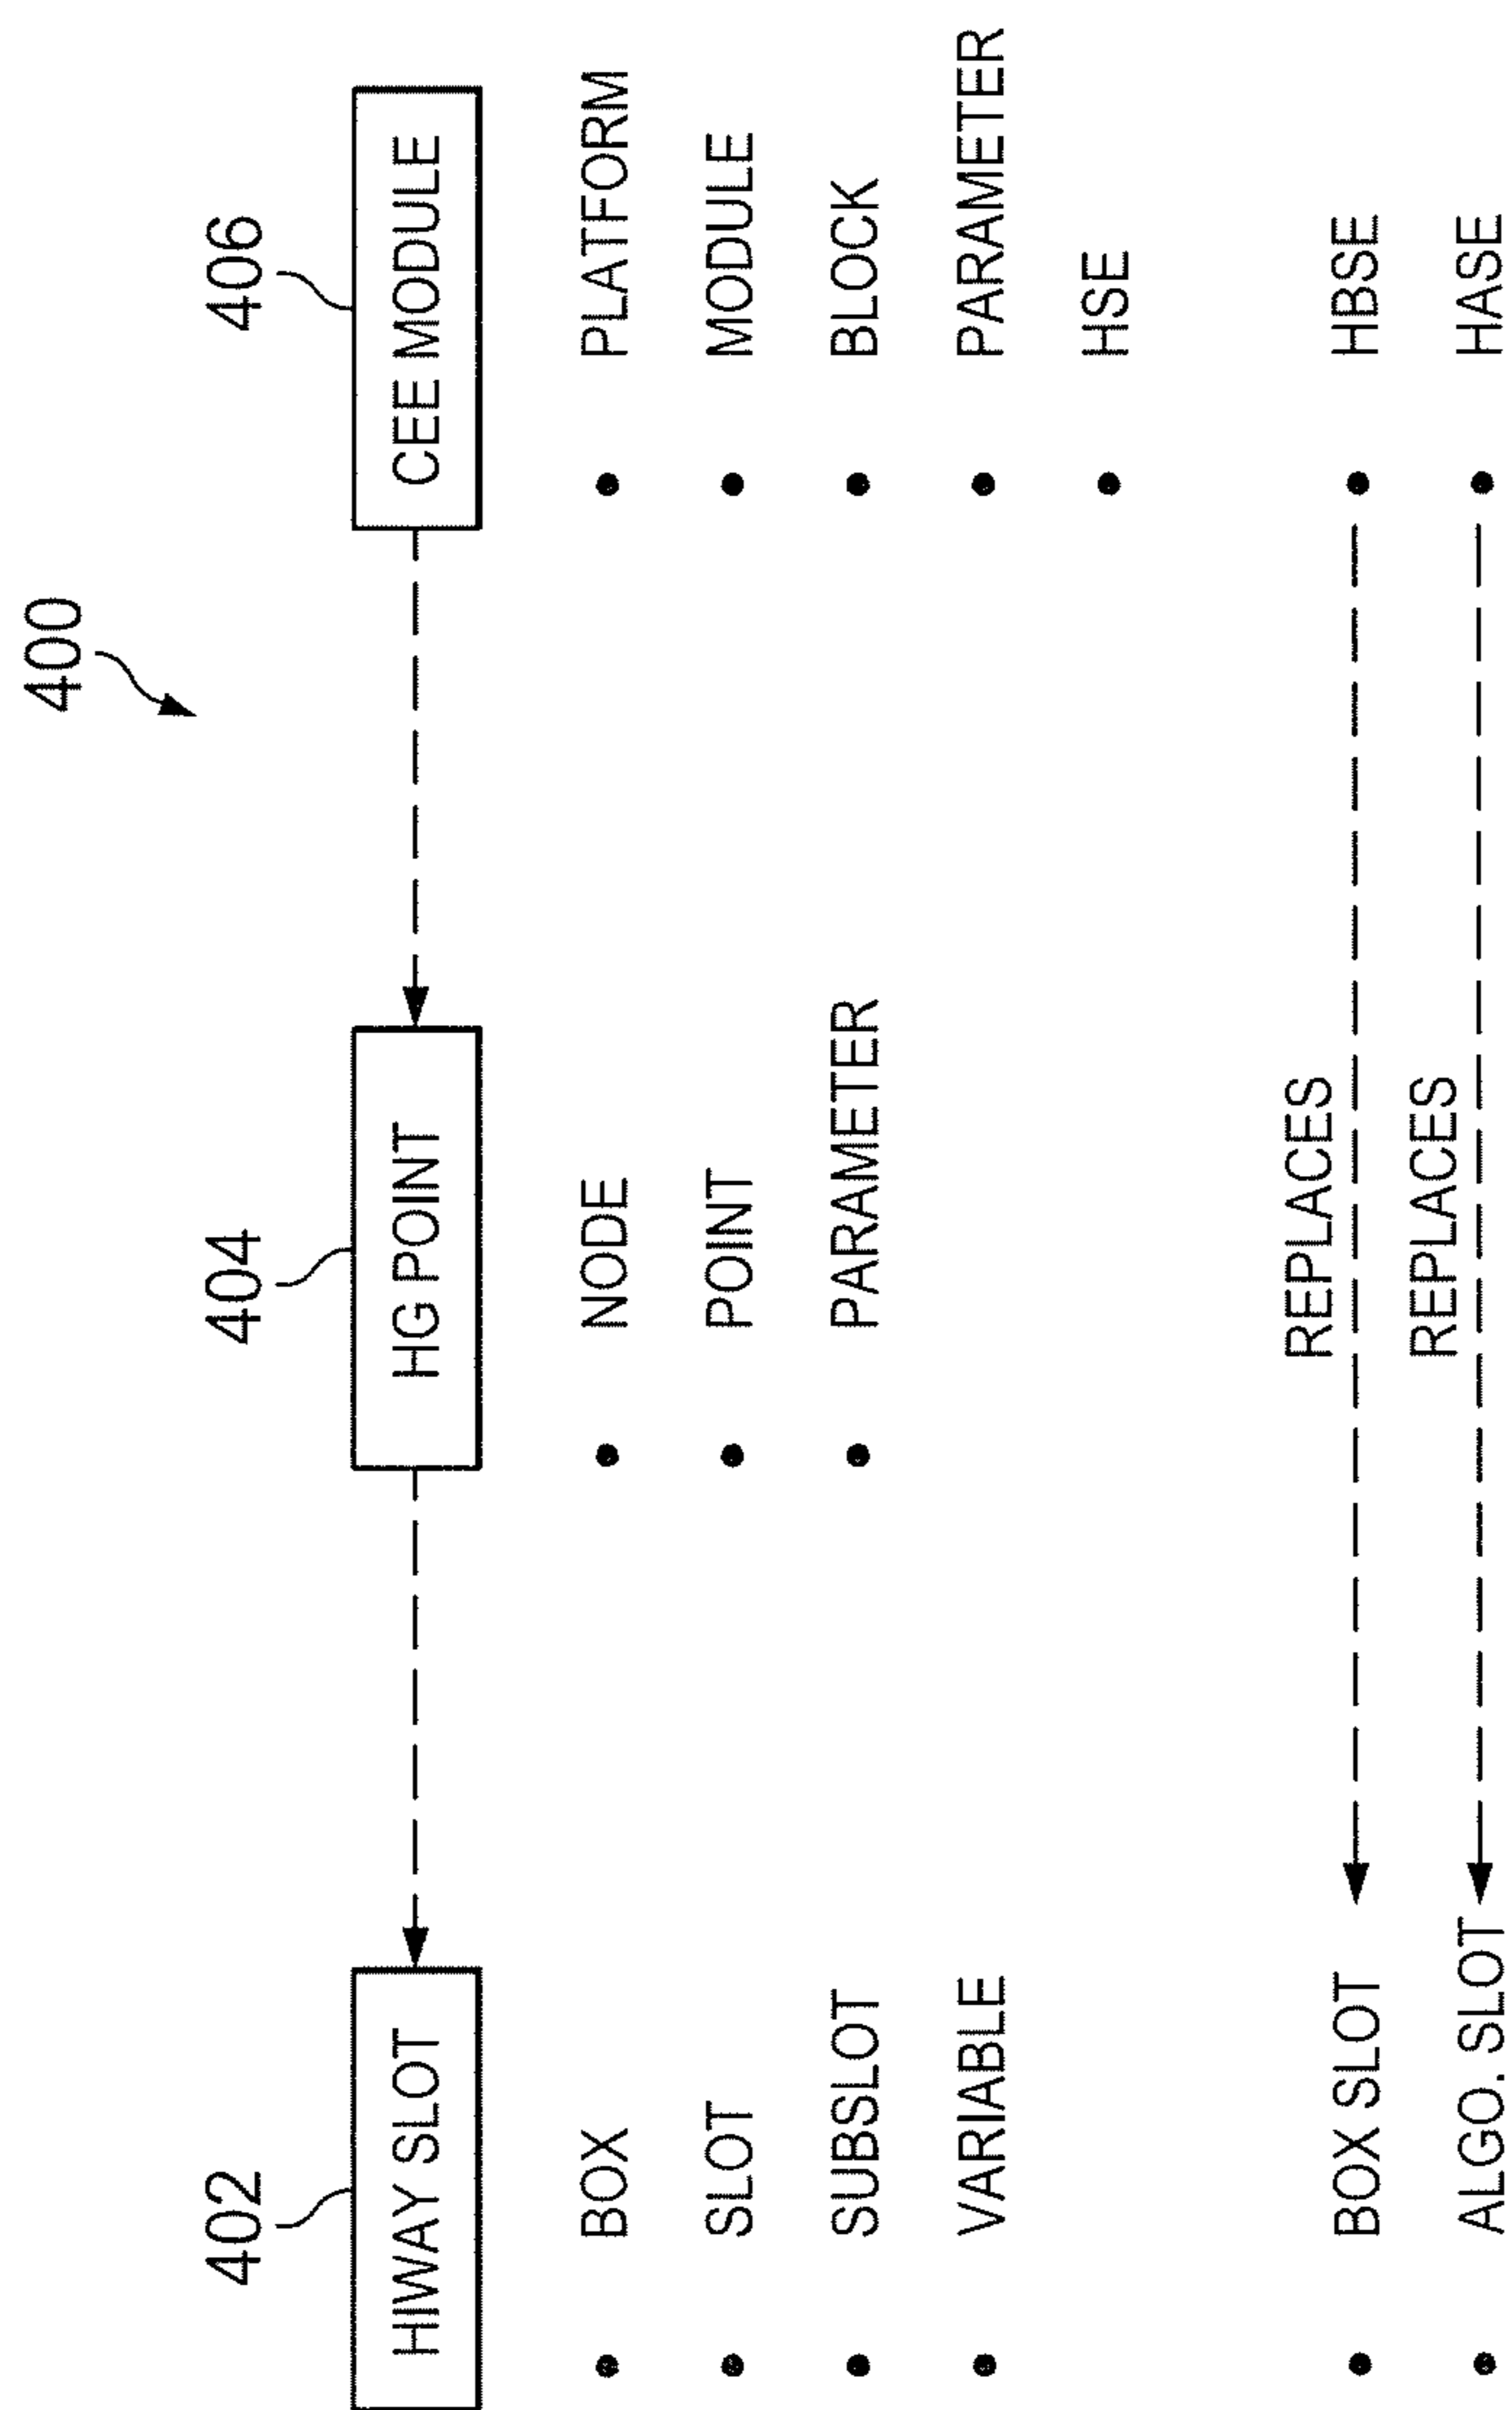 400
402
404
406
HIWAY SLOT
HG POINT
CEE MODULE
• BOX
• SLOT
• SUBSLOT
• VARIABLE
• NODE
• POINT
• PARAMETER
• PLATFORM
• MODULE
• BLOCK
• PARAMETER
• HSE
• BOX SLOT
REPLACES
• HBSE
• ALGO. SLOT
REPLACES
• HASE